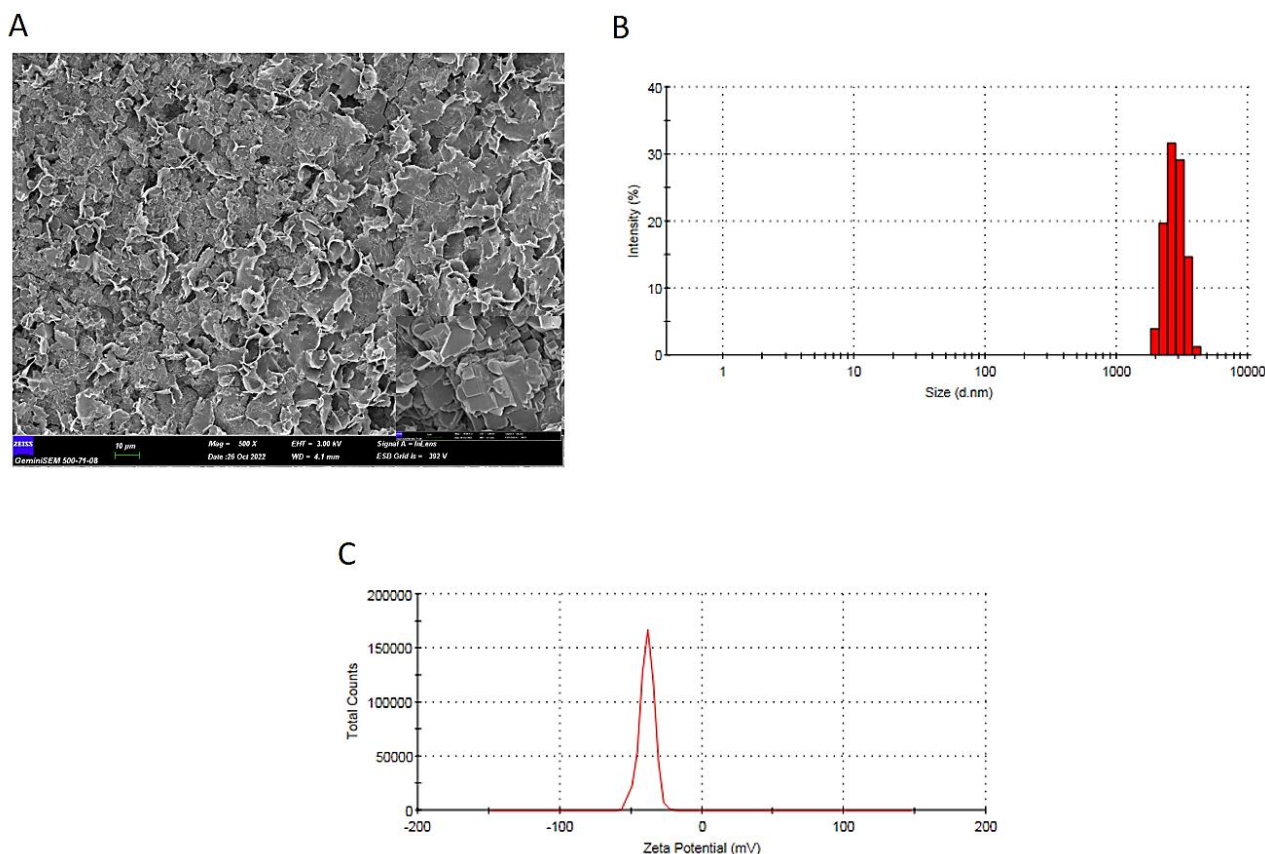 A
ZEISS
10 µm
Mag = 500 X
EHT = 3.00 kV
Signal A = InLens
GeminiSEM 500-71-08
Date :26 Oct 2022
WD = 4.1 mm
ESB Grid is = 392 V
B
40
30
20
10
0
Intensity (%)
1 10 100 1000 10000
Size (d.nm)
C
200000
150000
100000
50000
0
Total Counts
-200 -100 0 100 200
Zeta Potential (mV)